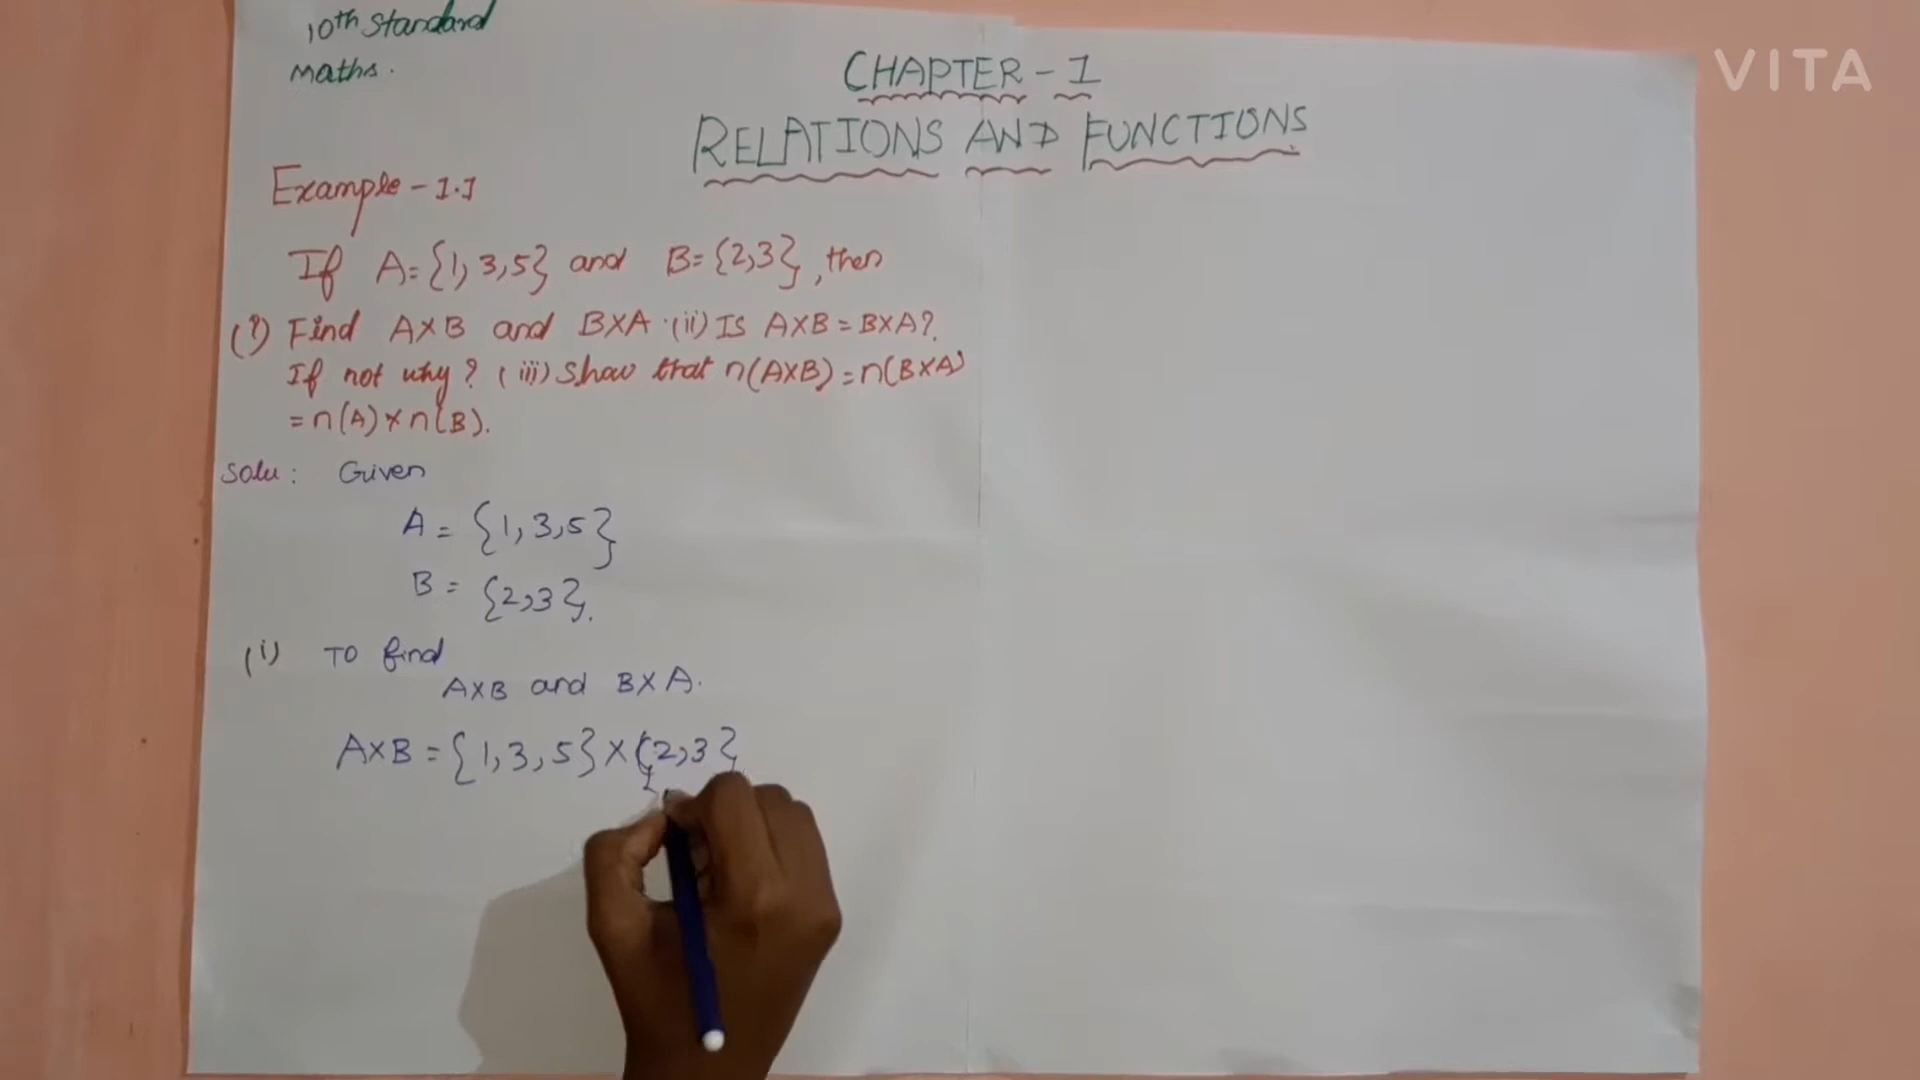 10th Standard
Maths.
VITA
CHAPTER - 1
RELATIONS AND FUNCTIONS
Example - 1.1
If A = {1, 3, 5} and B = {2, 3}, then
(i) Find A X B and B X A. (ii) Is A X B = B X A?
If not why? (iii) Show that n(A X B) = n(B X A)
= n(A) x n(B).
Solu : Given
A = {1, 3, 5}
B = {2, 3}.
(i) To find
A X B and B X A.
A X B = {1, 3, 5} X {2, 3}